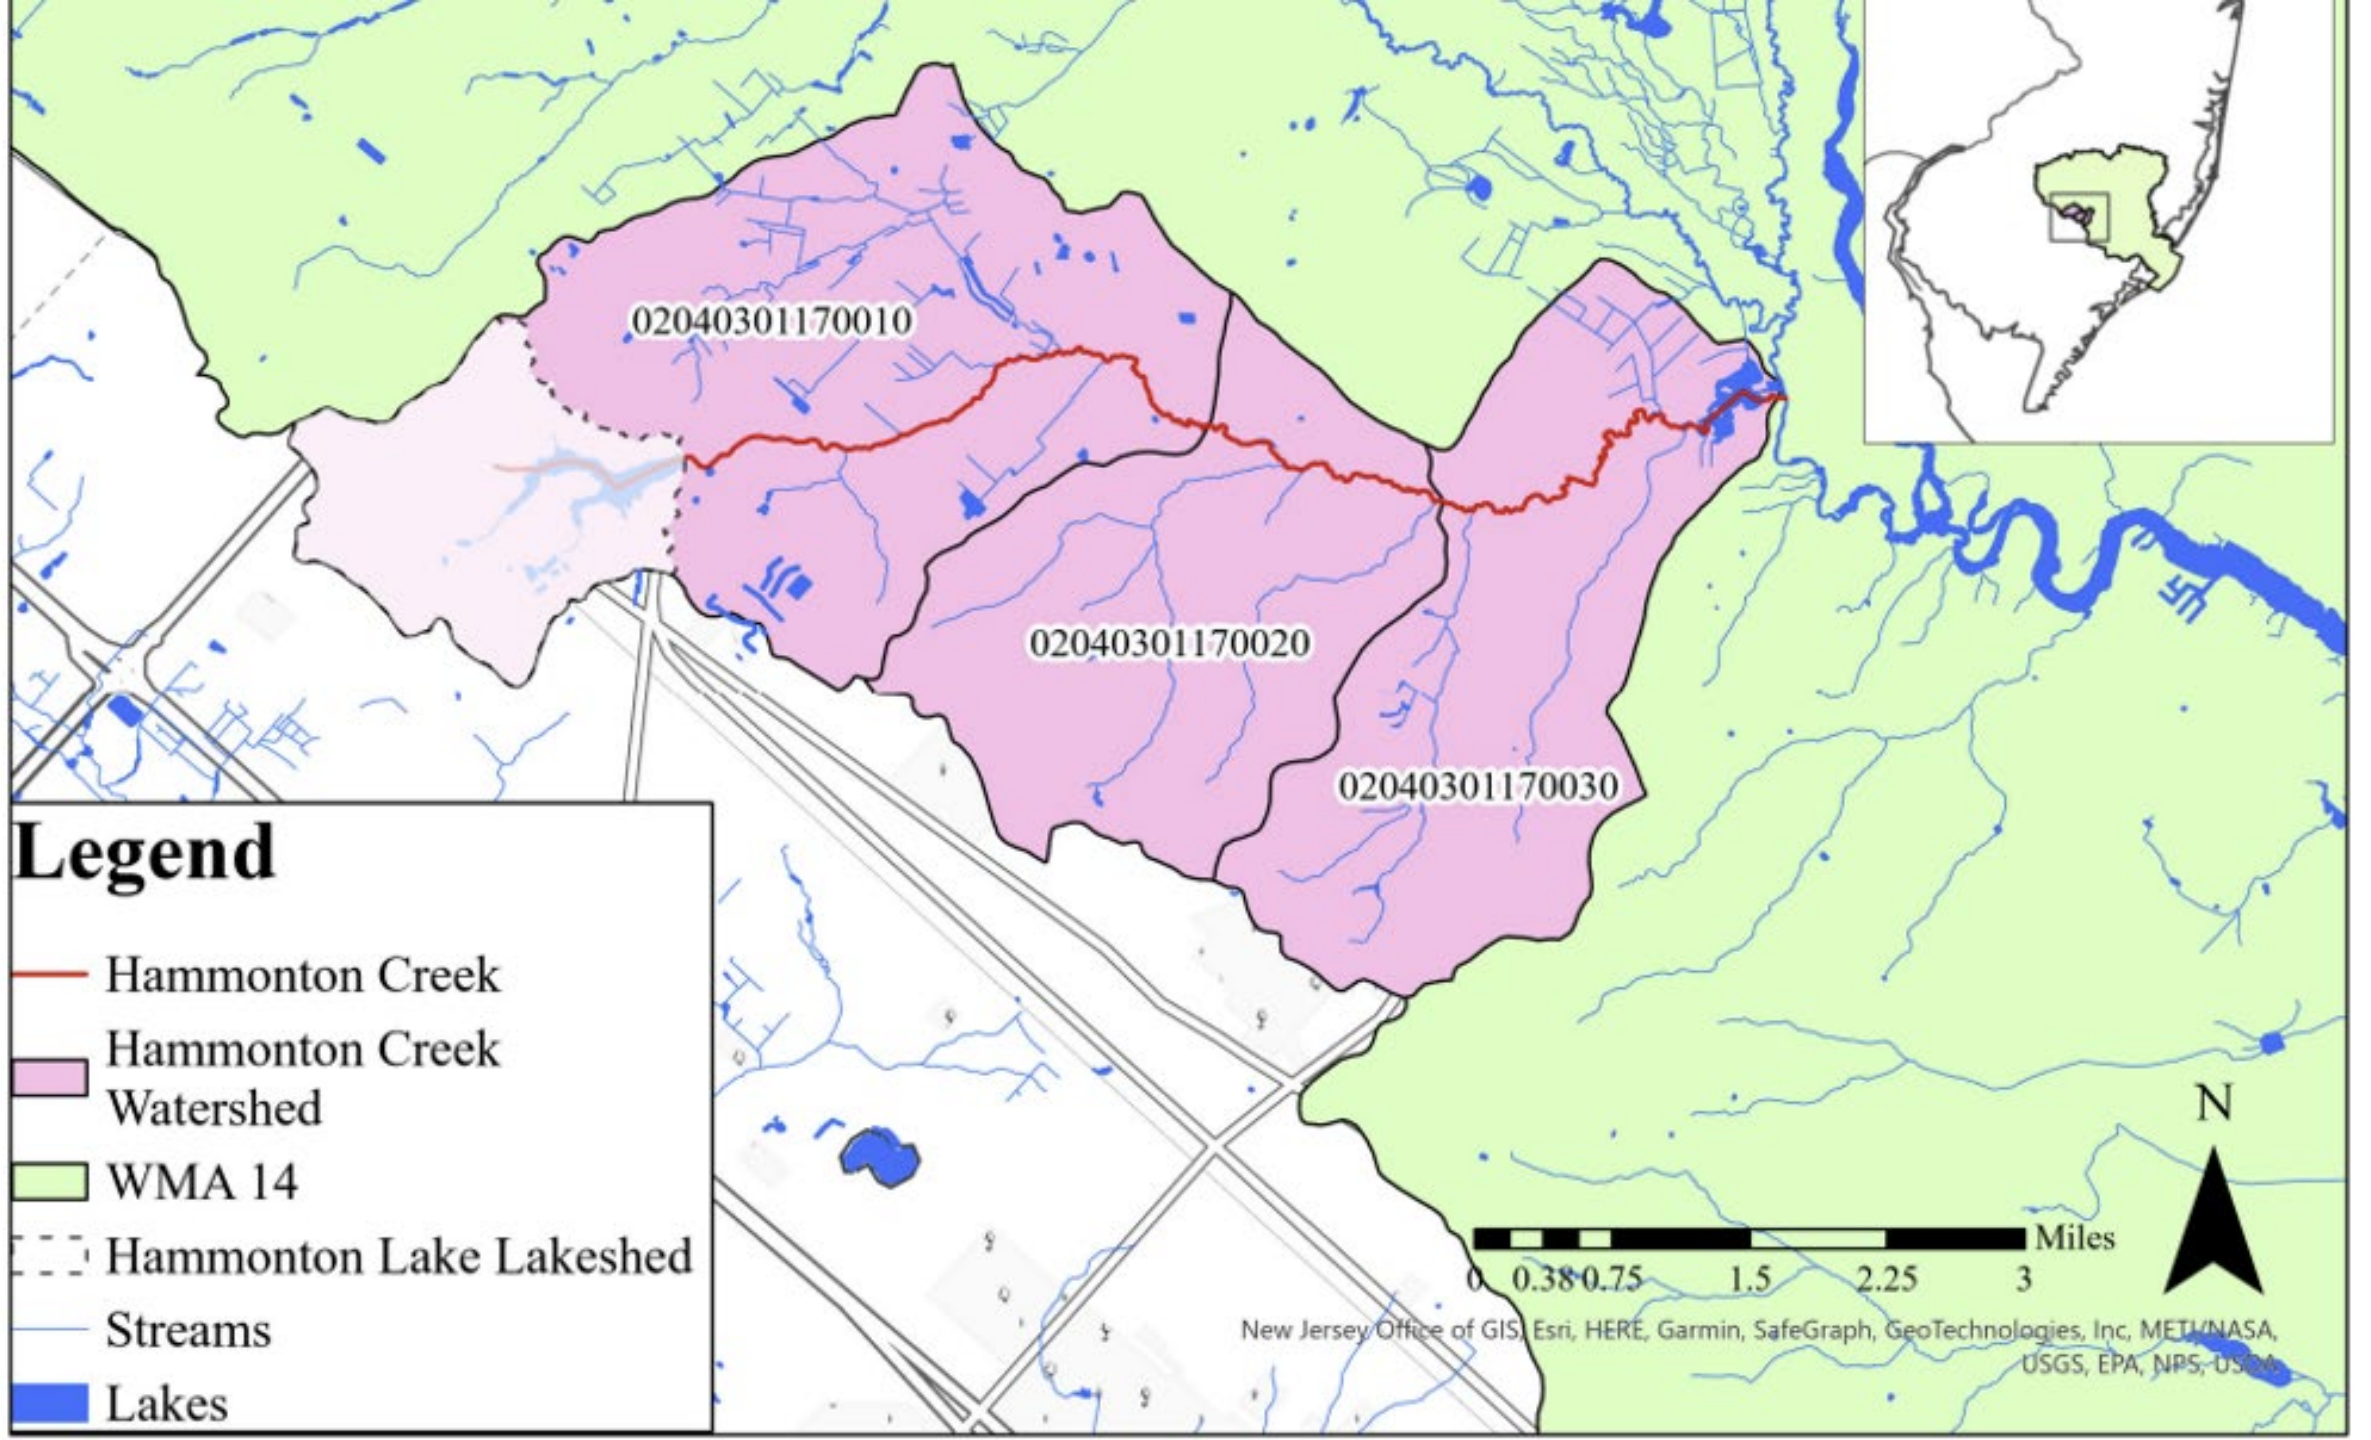 02040301170010
02040301170020
02040301170030
Legend
Hammonton Creek
Hammonton Creek
Watershed
WMA 14
Hammonton Lake Lakeshed
Streams
Lakes
N
Miles
0 0.38 0.75 1.5 2.25 3
New Jersey Office of GIS, Esri, HERE, Garmin, SafeGraph, GeoTechnologies, Inc, METI/NASA,
USGS, EPA, NPS, USDA